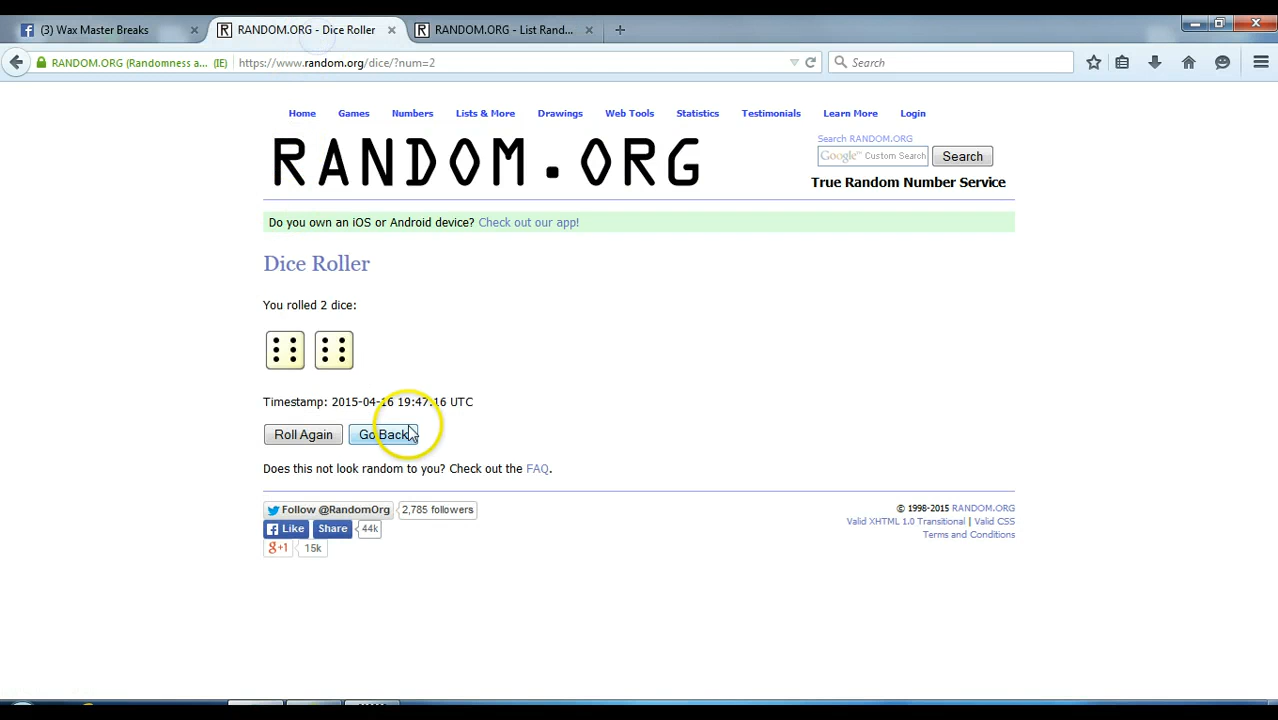 (3) Wax Master Breaks
RANDOM.ORG - Dice Roller
RANDOM.ORG - List Rand...
RANDOM.ORG (Randomness a... (IE)
https://www.random.org/dice/?num=2
Search
Home Games Numbers Lists & More Drawings Web Tools Statistics Testimonials Learn More Login
RANDOM.ORG
Search RANDOM.ORG
Google™ Custom Search
Search
True Random Number Service
Do you own an iOS or Android device? Check out our app!
Dice Roller
You rolled 2 dice:
Timestamp: 2015-04-16 19:47:16 UTC
Roll Again
Go Back
Does this not look random to you? Check out the FAQ.
Follow @RandomOrg 2,785 followers
Like Share 44k
g+1 15k
© 1998-2015 RANDOM.ORG
Valid XHTML 1.0 Transitional | Valid CSS
Terms and Conditions